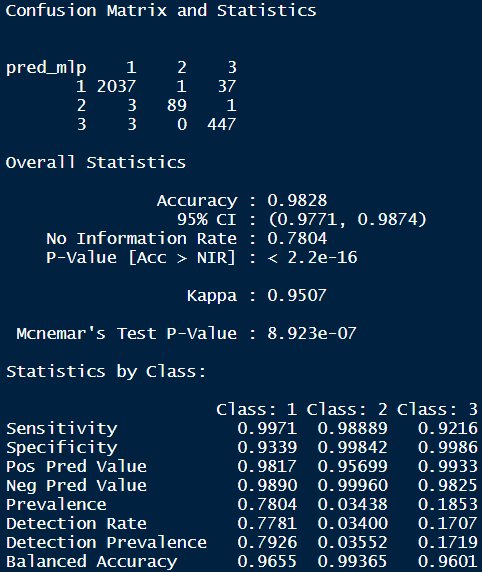 Confusion Matrix and Statistics
pred_mlp 1 2 3
1 2037 1 37
2 3 89 1
3 3 0 447
Overall Statistics
Accuracy : 0.9828
95% CI : (0.9771, 0.9874)
No Information Rate : 0.7804
P-Value [Acc > NIR] : < 2.2e-16
Kappa : 0.9507
Mcnemar's Test P-Value : 8.923e-07
Statistics by Class:
Class: 1 Class: 2 Class: 3
Sensitivity 0.9971 0.98889 0.9216
Specificity 0.9339 0.99842 0.9986
Pos Pred Value 0.9817 0.95699 0.9933
Neg Pred Value 0.9890 0.99960 0.9825
Prevalence 0.7804 0.03438 0.1853
Detection Rate 0.7781 0.03400 0.1707
Detection Prevalence 0.7926 0.03552 0.1719
Balanced Accuracy 0.9655 0.99365 0.9601